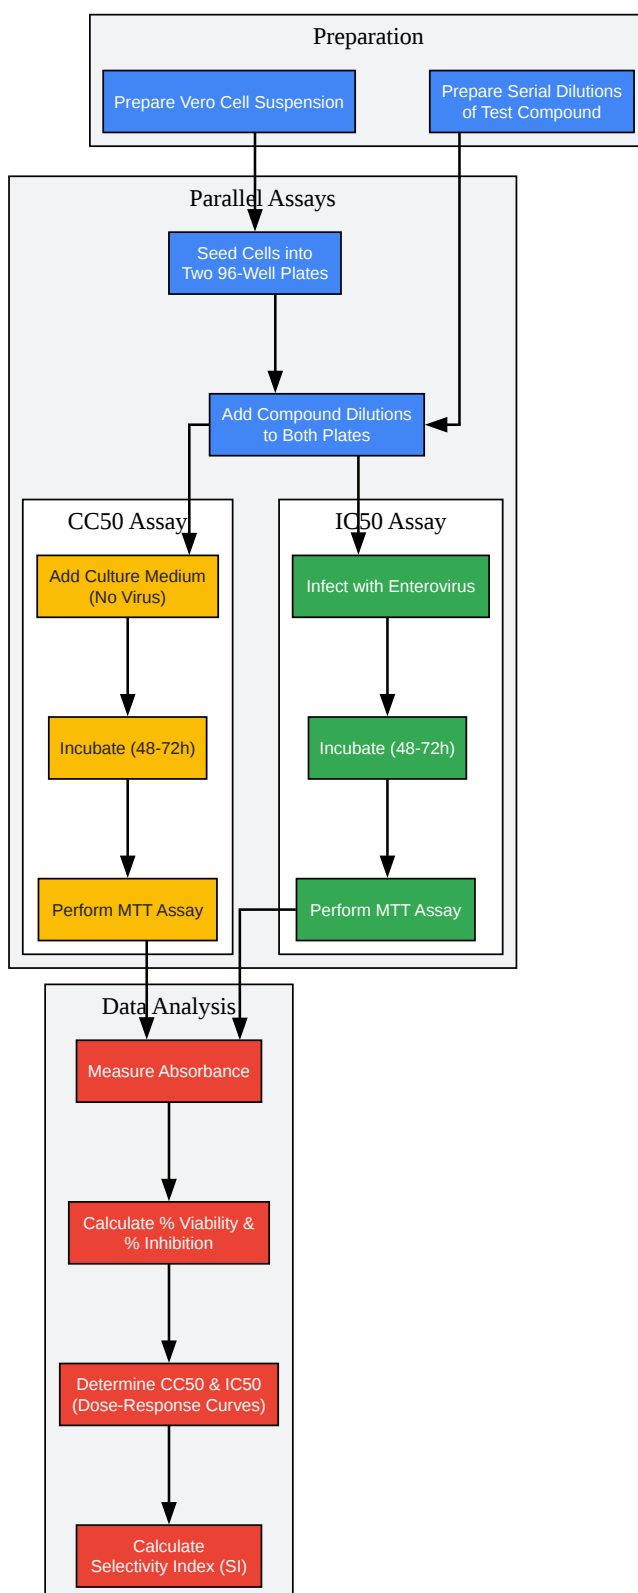 Preparation
Prepare Vero Cell Suspension
Prepare Serial Dilutions
of Test Compound
Parallel Assays
Seed Cells into
Two 96-Well Plates
Add Compound Dilutions
to Both Plates
CC50 Assay
Add Culture Medium
(No Virus)
Incubate (48-72h)
Perform MTT Assay
IC50 Assay
Infect with Enterovirus
Incubate (48-72h)
Perform MTT Assay
Data Analysis
Measure Absorbance
Calculate % Viability &
% Inhibition
Determine CC50 & IC50
(Dose-Response Curves)
Calculate
Selectivity Index (SI)